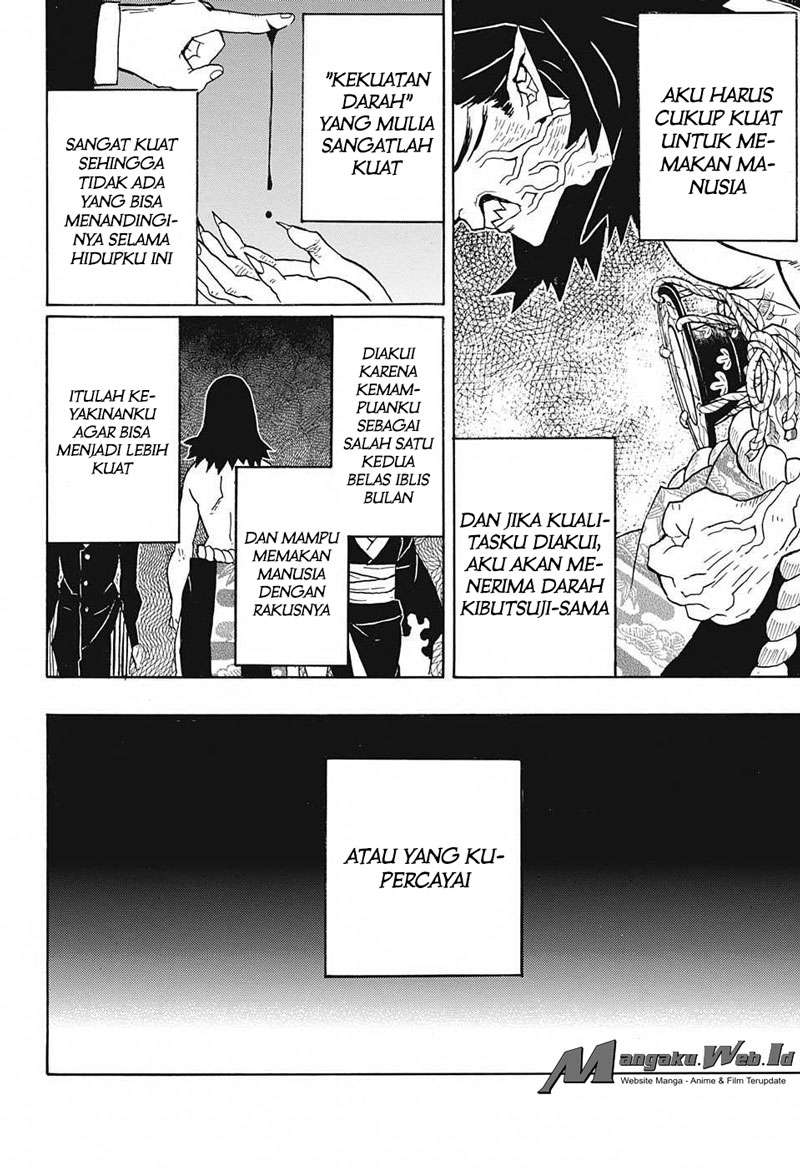 AKU HARUS
CUKUP KUAT
UNTUK ME-
MAKAN MA-
NUSIA
"KEKUATAN
DARAH"
YANG MULIA
SANGATLAH
KUAT
SANGAT KUAT
SEHINGGA
TIDAK ADA
YANG BISA
MENANDINGI-
NYA SELAMA
HIDUPKU INI
DAN JIKA KUALI-
TASKU DIAKUI,
AKU AKAN ME-
NERIMA DARAH
KIBUTSUJI-SAMA
DIAKUI
KARENA
KEMAM-
PUANKU
SEBAGAI
SALAH SATU
KEDUA
BELAS IBLIS
BULAN
DAN MAMPU
MEMAKAN
MANUSIA
DENGAN
RAKUSNYA
ITULAH KE-
YAKINANKU
AGAR BISA
MENJADI LEBIH
KUAT
ATAU YANG KU-
PERCAYAI
Mangaku.Web.Id
Website Manga - Anime & Film Terupdate